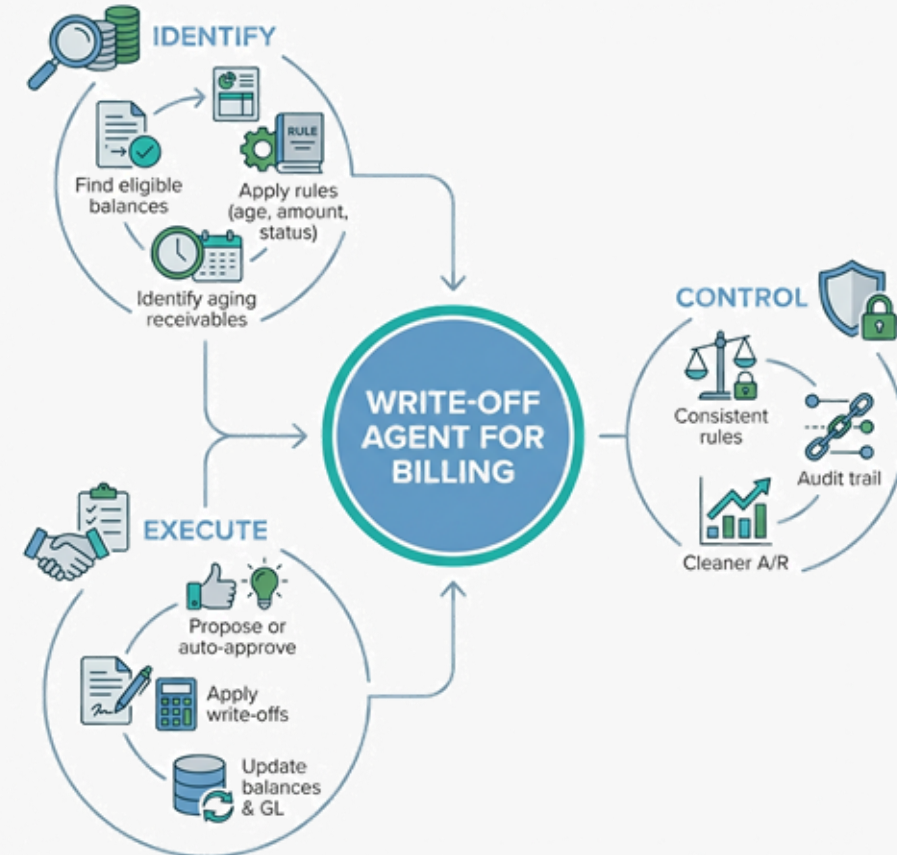 IDENTIFY
RULE
Find eligible
balances
Apply rules
(age, amount,
status)
Identify aging
receivables
WRITE-OFF
AGENT FOR
BILLING
CONTROL
Consistent
rules
Audit trail
Cleaner A/R
EXECUTE
Propose or
auto-approve
Apply
write-offs
Update
balances
& GL